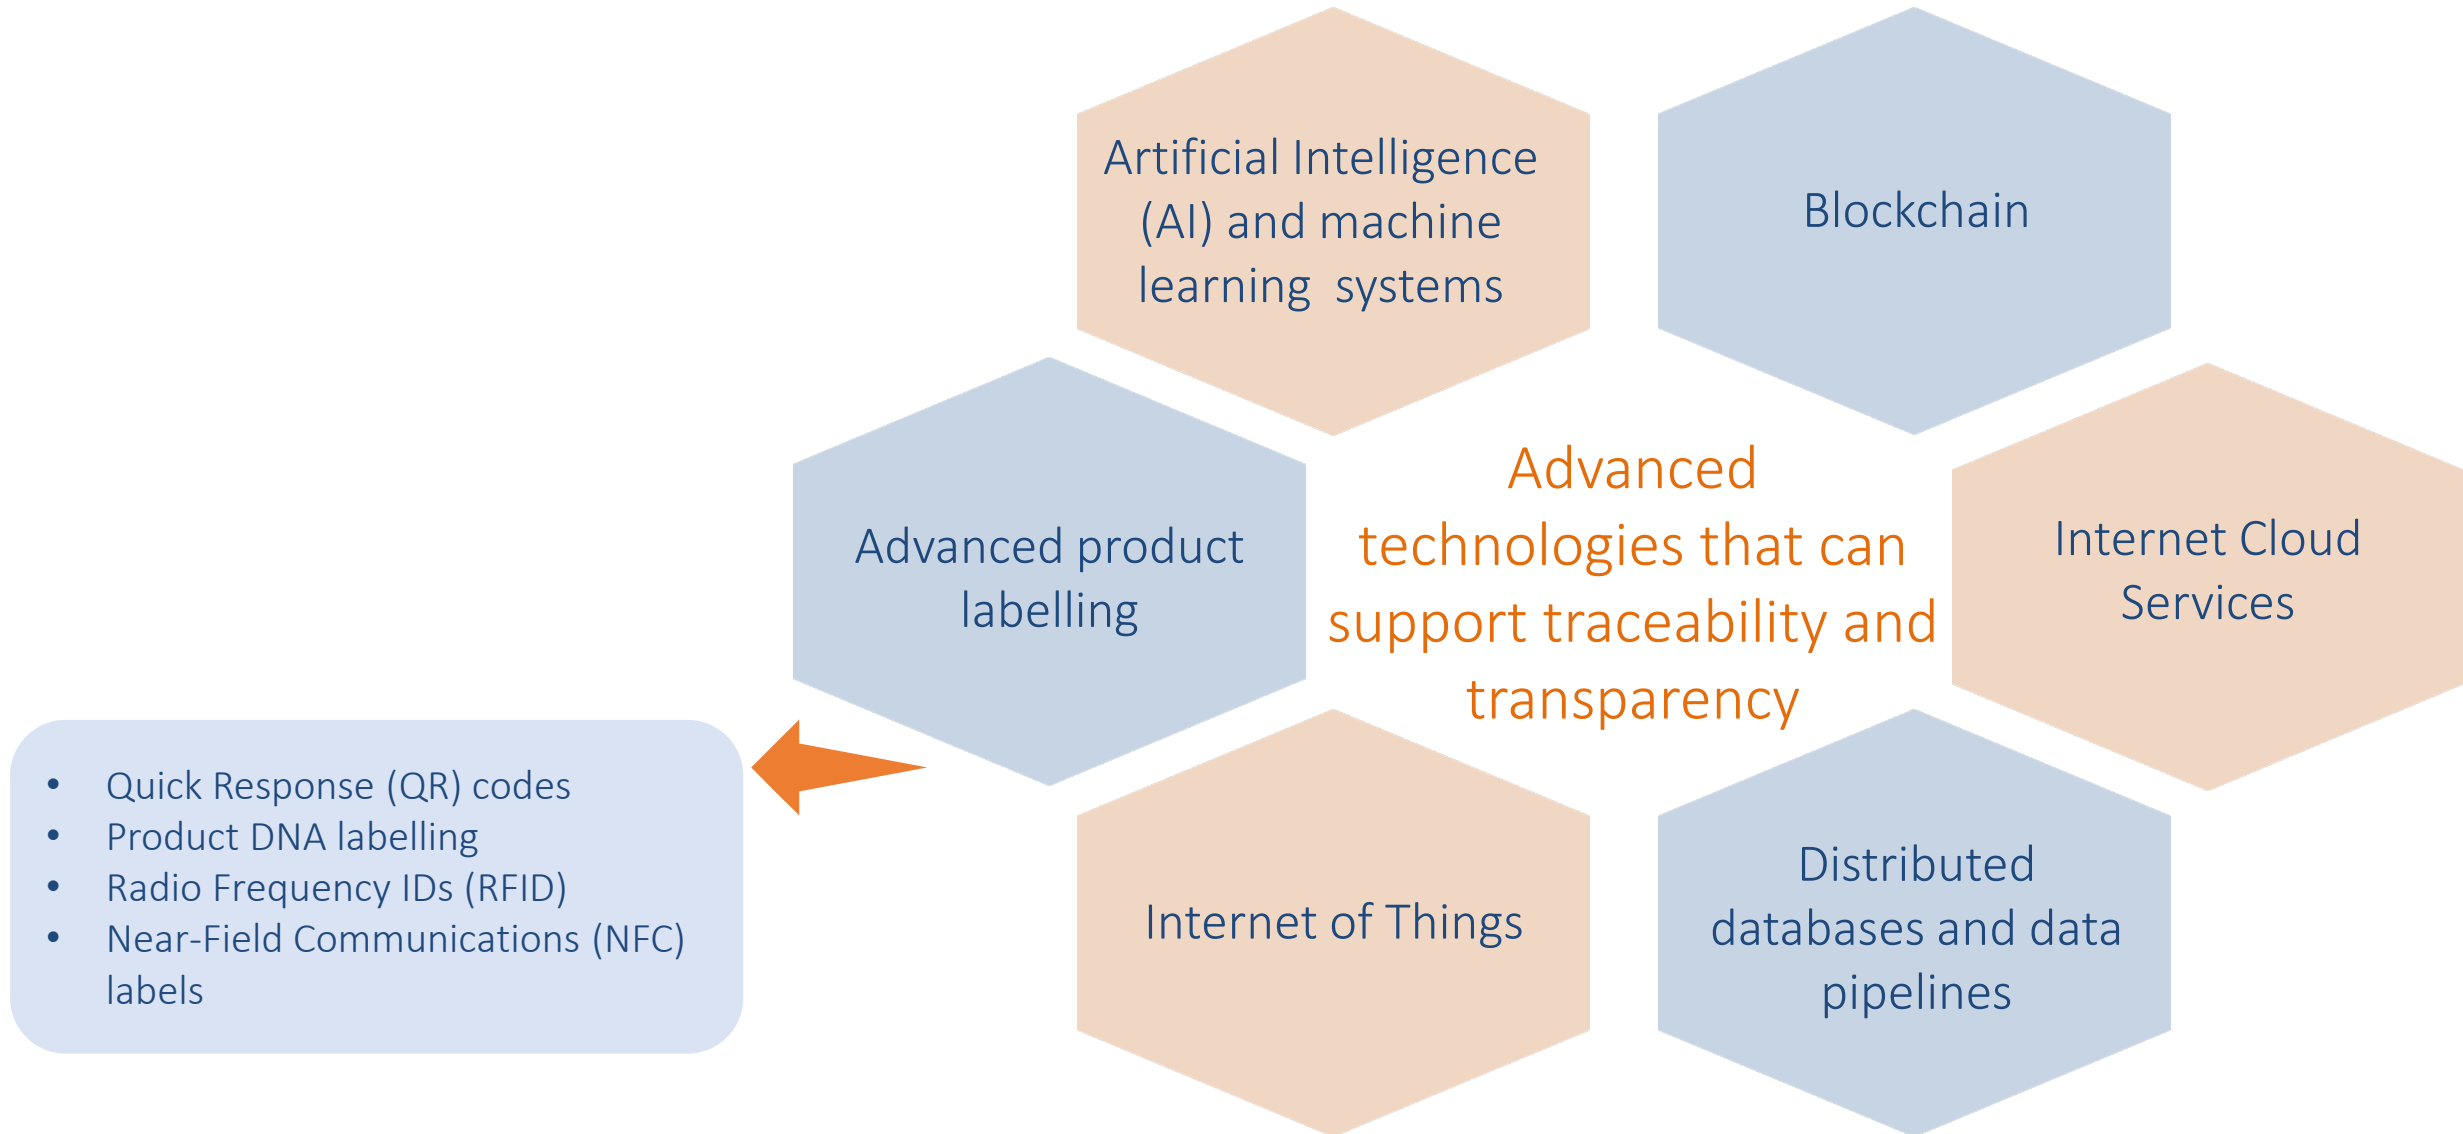 Artificial Intelligence
(AI) and machine
learning systems
Blockchain
Advanced
technologies that can
support traceability and
transparency
Advanced product
labelling
Internet Cloud
Services
• Quick Response (QR) codes
• Product DNA labelling
• Radio Frequency IDs (RFID)
• Near-Field Communications (NFC)
labels
Internet of Things
Distributed
databases and data
pipelines